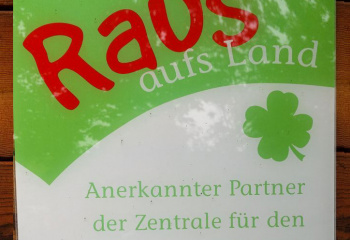 Raus
aufs Land
Anerkannter Partner
der Zentrale für den